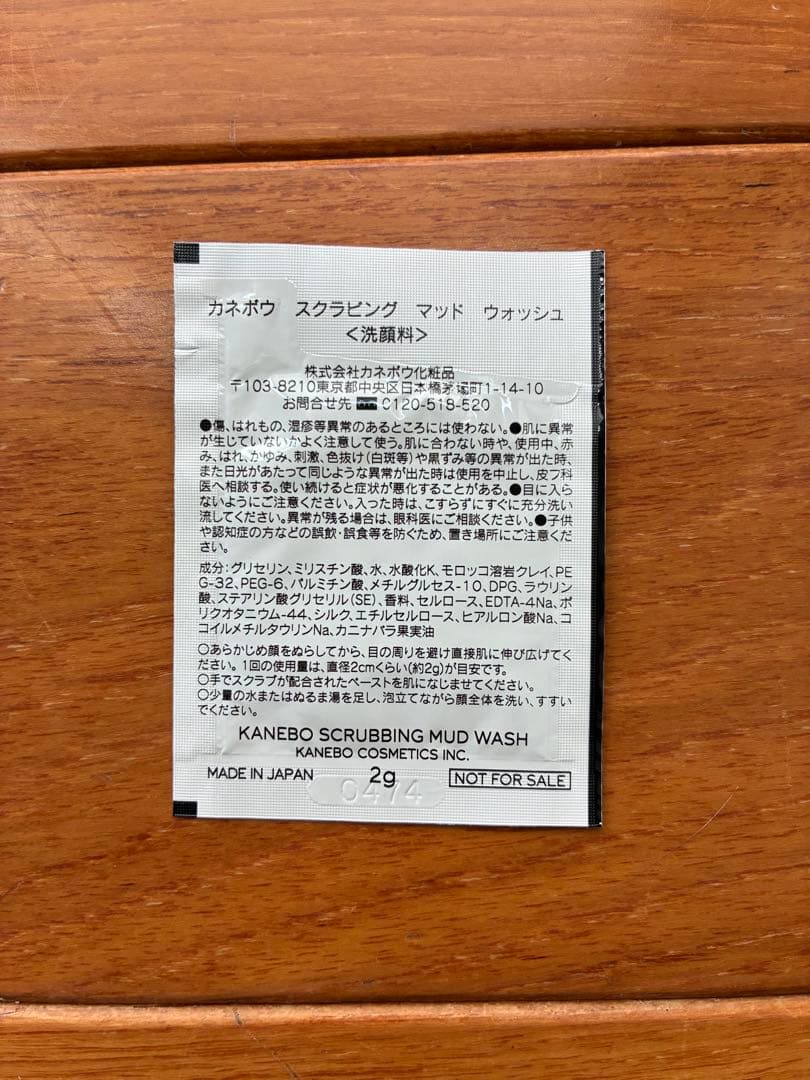 カネボウ　スクラビング　マッド　ウォッシュ
＜洗顔料＞
株式会社カネボウ化粧品
〒103-8210東京都中央区日本橋茅場町1-14-10
お問合せ先 0120-518-520
●傷、はれもの、湿疹等異常のあるところには使わない。●肌に異常
が生じていないかよく注意して使う。肌に合わない時や、使用中、赤
み、はれ、かゆみ、刺激、色抜け(白斑等)や黒ずみ等の異常が出た時、
また日光があたって同じような異常が出た時は使用を中止し、皮フ科
医へ相談する。使い続けると症状が悪化することがある。●目に入ら
ないようにご注意ください。入った時は、こすらずにすぐに充分洗い
流してください。異常が残る場合は、眼科医にご相談ください。●子供
や認知症の方などの誤飲・誤食等を防ぐため、置き場所にご注意くだ
さい。
成分:グリセリン、ミリスチン酸、水、水酸化K、モロッコ溶岩クレイ、PE
G-32、PEG-6、パルミチン酸、メチルグルセス-10、DPG、ラウリン
酸、ステアリン酸グリセリル(SE)、香料、セルロース、EDTA-4Na、ポ
リクオタニウム-44、シルク、エチルセルロース、ヒアルロン酸Na、コ
コイルメチルタウリンNa、カニナバラ果実油
○あらかじめ顔をぬらしてから、目の周りを避け直接肌に伸び広げてく
ださい。1回の使用量は、直径2cmくらい(約2g)が目安です。
○手でスクラブが配合されたペーストを肌になじませてください。
○少量の水またはぬるま湯を足し、泡立てながら顔全体を洗い、すすい
でください。
KANEBO SCRUBBING MUD WASH
KANEBO COSMETICS INC.
MADE IN JAPAN 2g NOT FOR SALE
0474